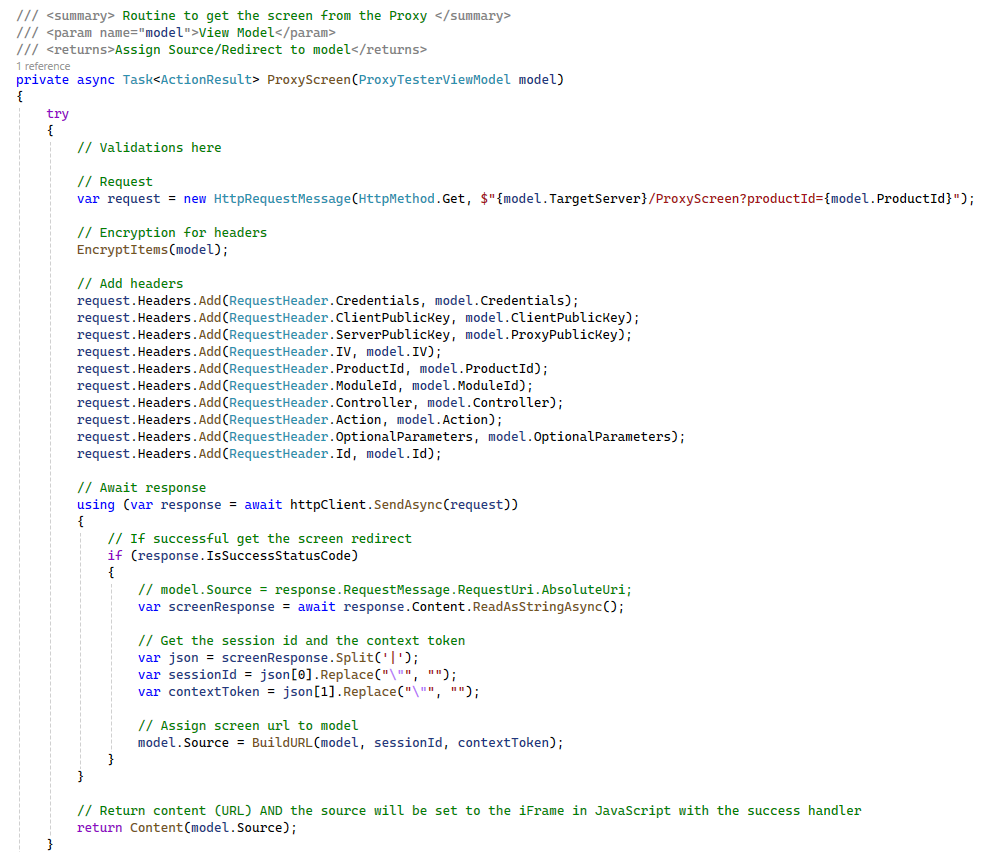 /// <summary> Routine to get the screen from the Proxy </summary>
/// <param name="model">View Model</param>
/// <returns>Assign Source/Redirect to model</returns>
1 reference
private async Task<ActionResult> ProxyScreen(ProxyTesterViewModel model)
{
    try
    {
        // Validations here

        // Request
        var request = new HttpRequestMessage(HttpMethod.Get, $"{model.TargetServer}/ProxyScreen?productId={model.ProductId}");

        // Encryption for headers
        EncryptItems(model);

        // Add headers
        request.Headers.Add(RequestHeader.Credentials, model.Credentials);
        request.Headers.Add(RequestHeader.ClientPublicKey, model.ClientPublicKey);
        request.Headers.Add(RequestHeader.ServerPublicKey, model.ProxyPublicKey);
        request.Headers.Add(RequestHeader.IV, model.IV);
        request.Headers.Add(RequestHeader.ProductId, model.ProductId);
        request.Headers.Add(RequestHeader.ModuleId, model.ModuleId);
        request.Headers.Add(RequestHeader.Controller, model.Controller);
        request.Headers.Add(RequestHeader.Action, model.Action);
        request.Headers.Add(RequestHeader.OptionalParameters, model.OptionalParameters);
        request.Headers.Add(RequestHeader.Id, model.Id);

        // Await response
        using (var response = await httpClient.SendAsync(request))
        {
            // If successful get the screen redirect
            if (response.IsSuccessStatusCode)
            {
                // model.Source = response.RequestMessage.RequestUri.AbsoluteUri;
                var screenResponse = await response.Content.ReadAsStringAsync();

                // Get the session id and the context token
                var json = screenResponse.Split('|');
                var sessionId = json[0].Replace("\"", "");
                var contextToken = json[1].Replace("\"", "");

                // Assign screen url to model
                model.Source = BuildURL(model, sessionId, contextToken);
            }
        }

        // Return content (URL) AND the source will be set to the iFrame in JavaScript with the success handler
        return Content(model.Source);
    }